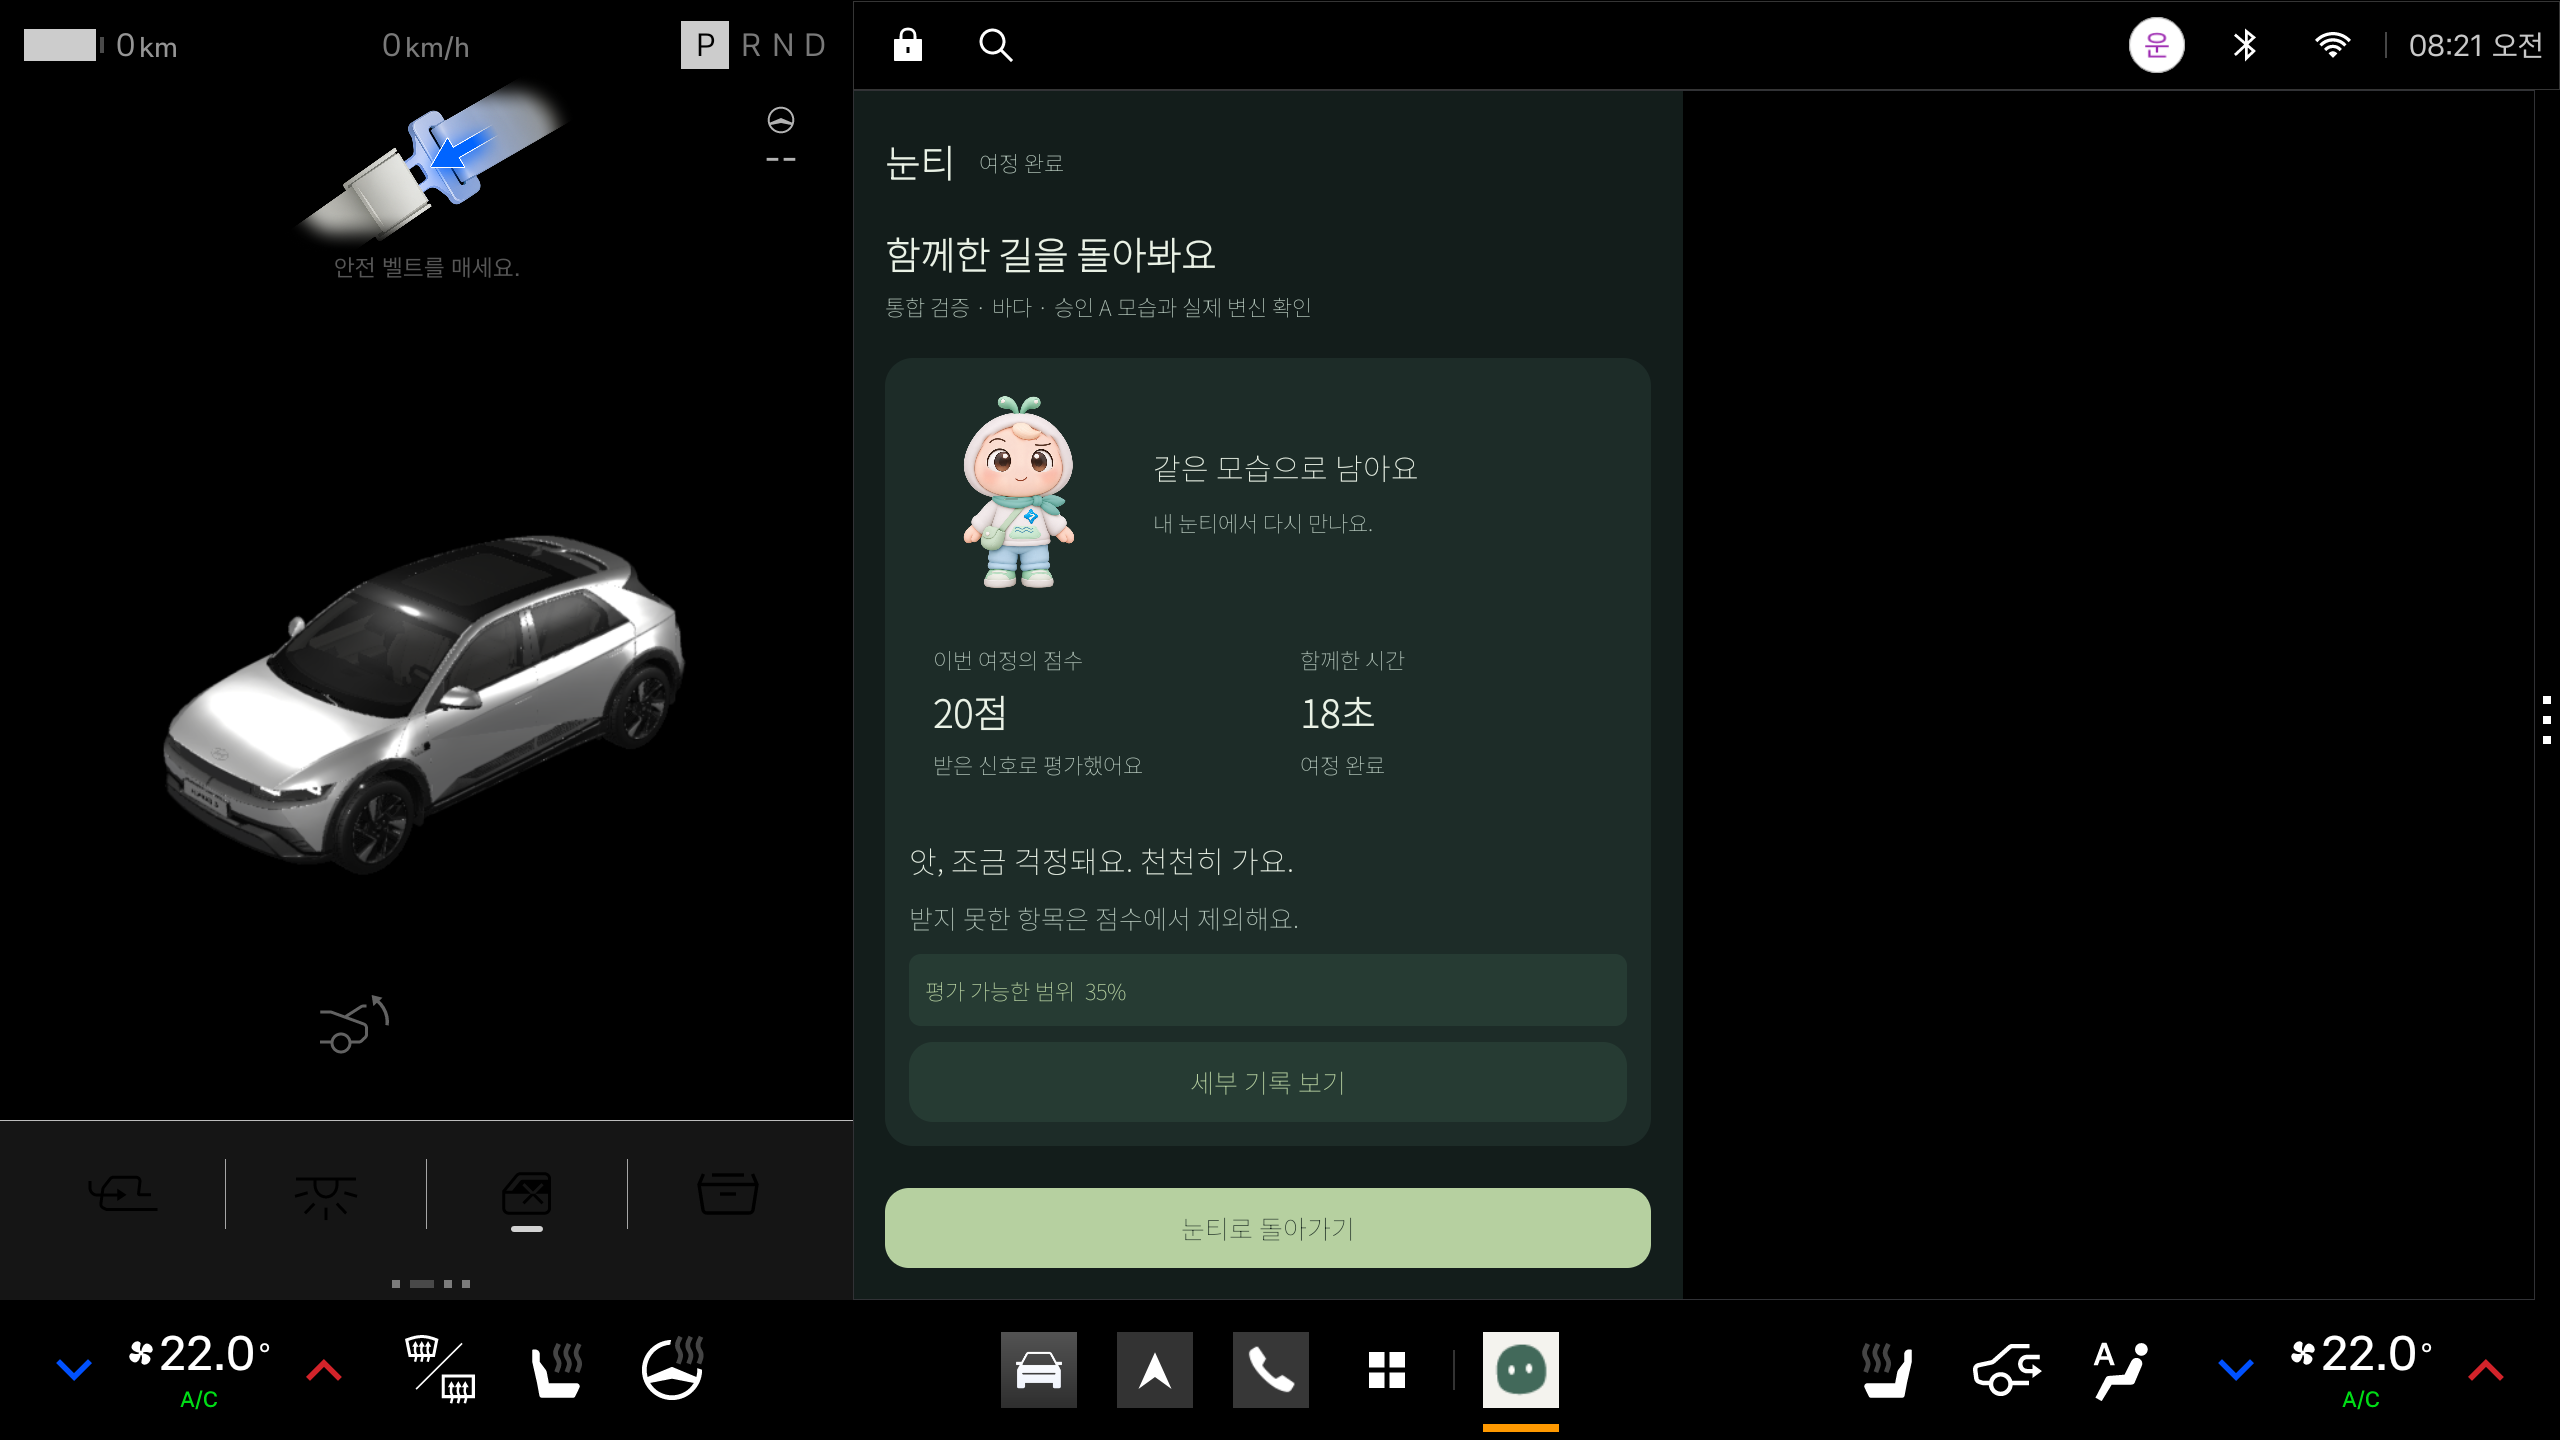 0 km
0 km/h
P R N D
운
08:21 오전
--
안전 벨트를 매세요.
눈티 여정 완료
함께한 길을 돌아봐요
통합 검증 · 바다 · 승인 A 모습과 실제 변신 확인
같은 모습으로 남아요
내 눈티에서 다시 만나요.
이번 여정의 점수
20점
받은 신호로 평가했어요
함께한 시간
18초
여정 완료
앗, 조금 걱정돼요. 천천히 가요.
받지 못한 항목은 점수에서 제외해요.
평가 가능한 범위 35%
세부 기록 보기
눈티로 돌아가기
22.0°
A/C
A
22.0°
A/C